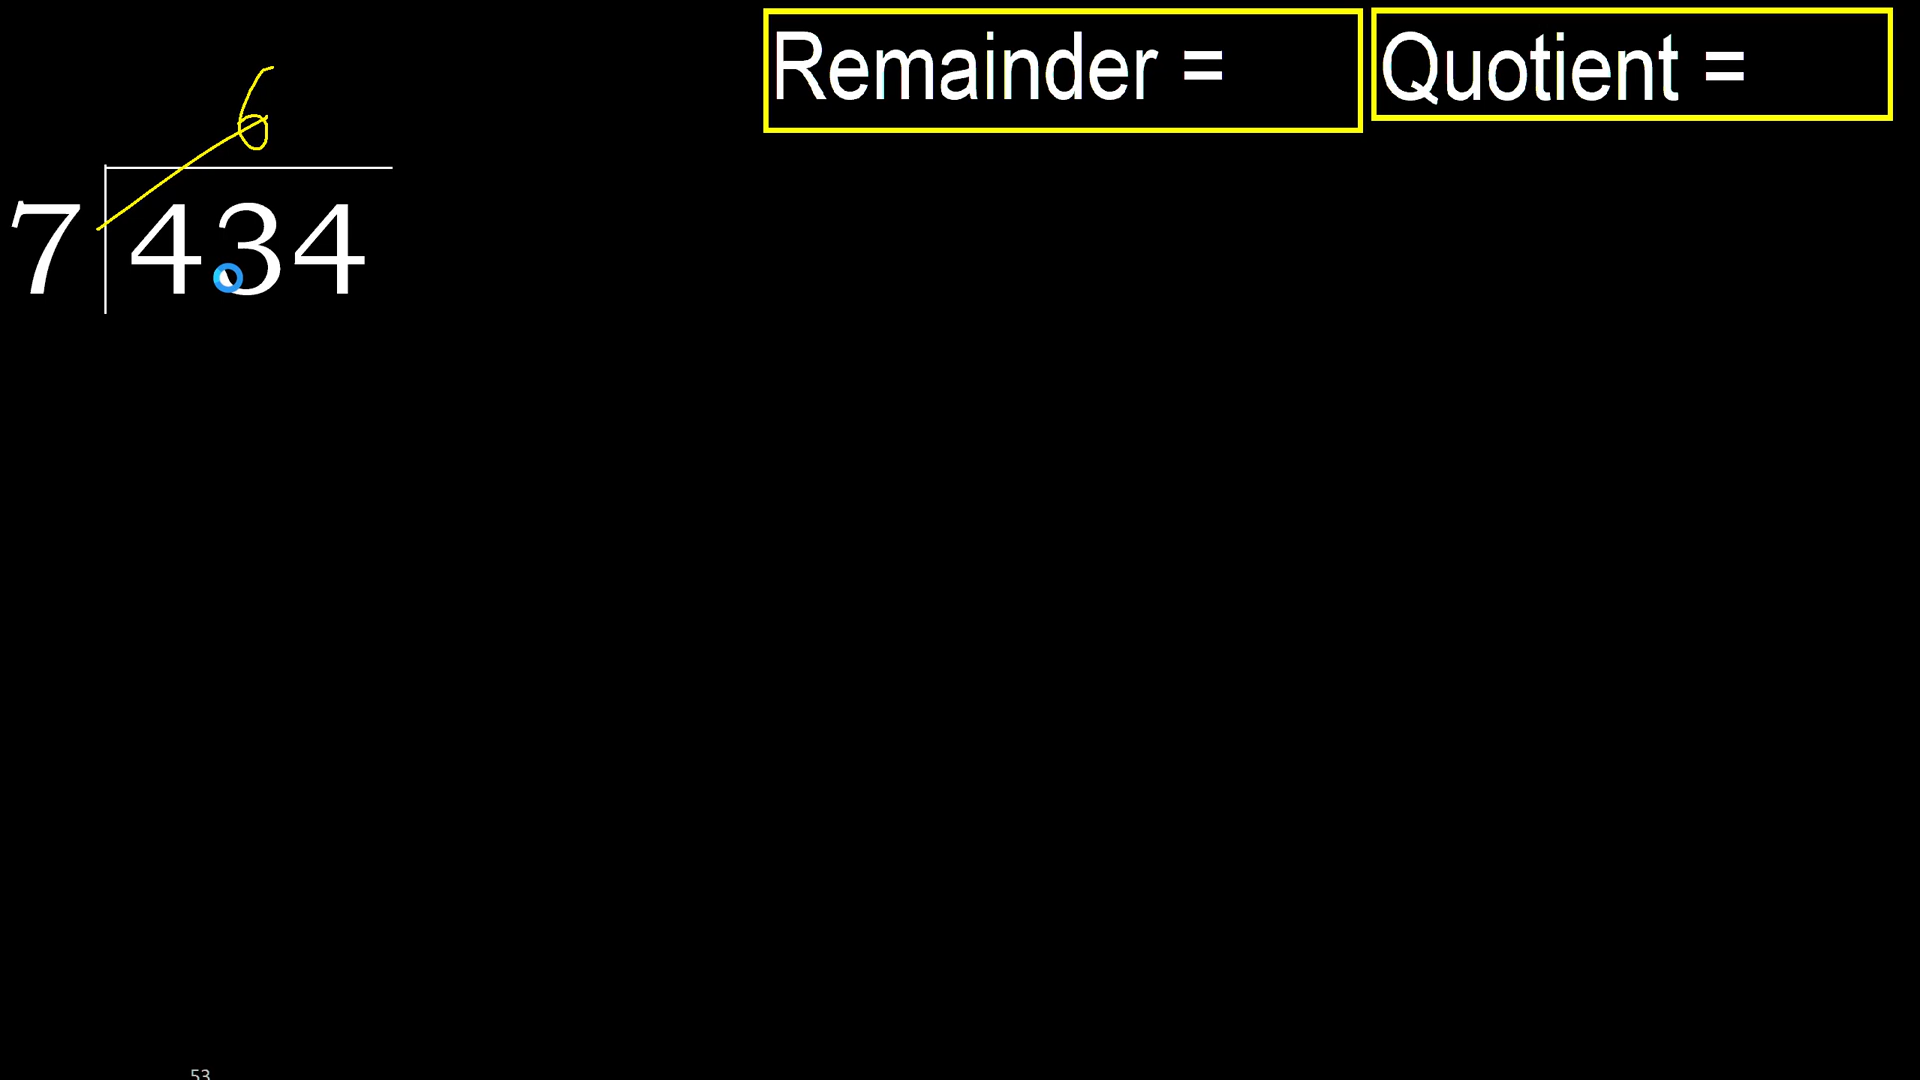 Remainder =
Quotient =
6
7 434
53